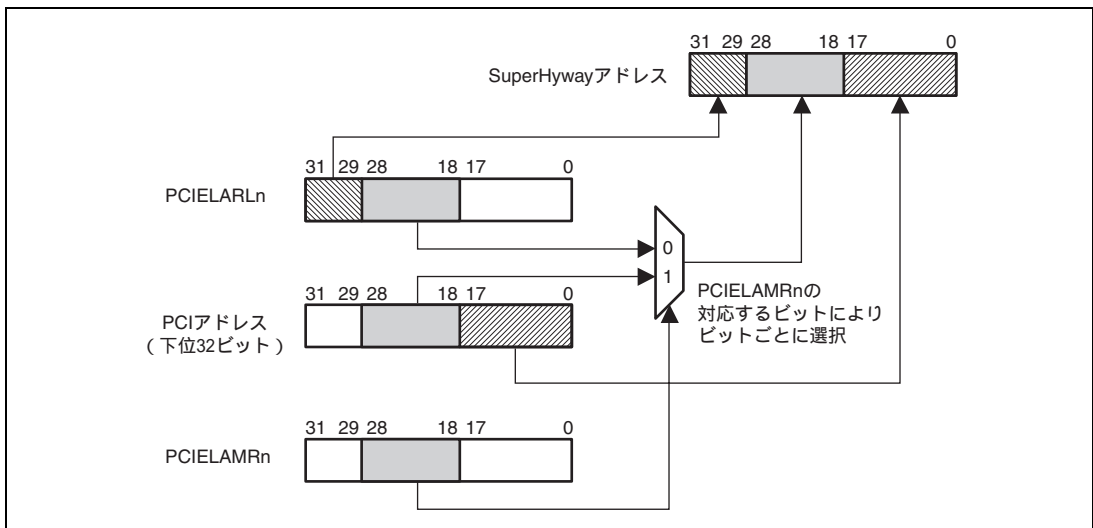 31 29 28 18 17 0
SuperHywayアドレス
31 29 28 18 17 0
PCIELARLn
0
1
31 29 28 18 17 0
PCIアドレス
（下位32ビット）
PCIELAMRnの
対応するビットにより
ビットごとに選択
31 29 28 18 17 0
PCIELAMRn